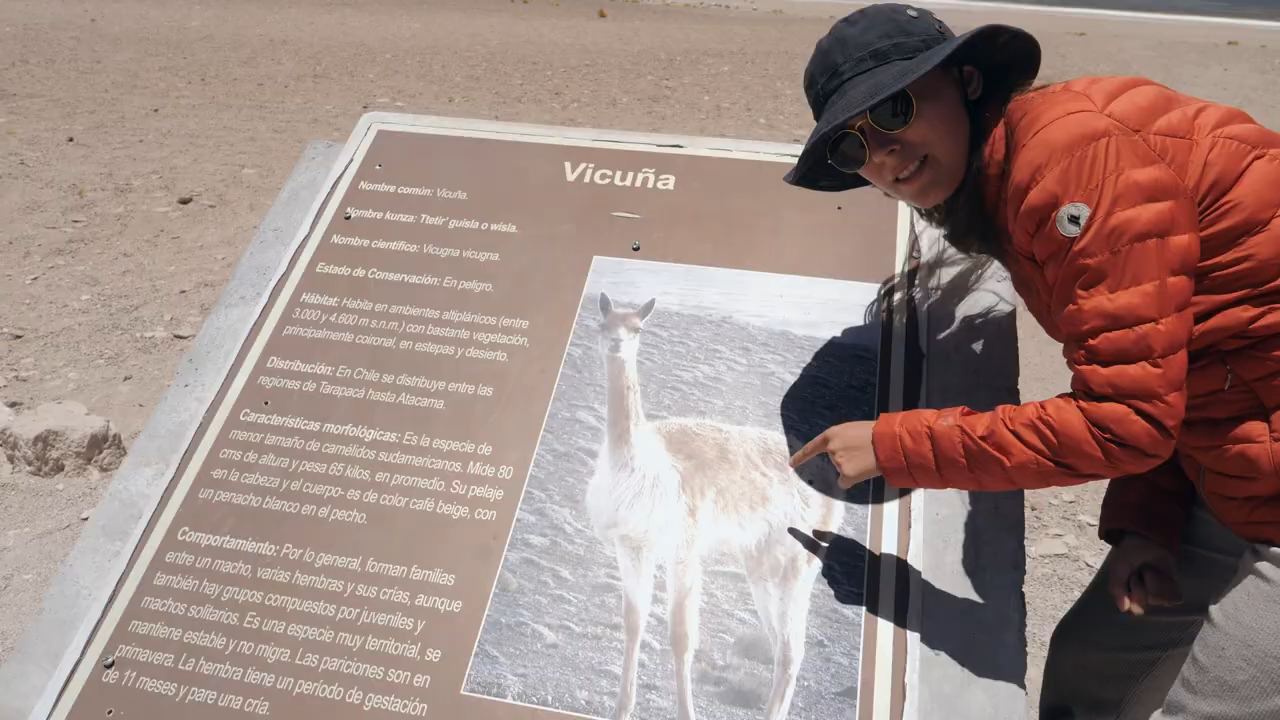 Vicuña
Nombre común: Vicuña.
Nombre kunza: Ttetir' guisla o wisla.
Nombre científico: Vicugna vicugna.
Estado de Conservación: En peligro.
Hábitat: Habita en ambientes altiplánicos (entre
3.000 y 4.600 m s.n.m.) con bastante vegetación,
principalmente coironal, en estepas y desierto.
Distribución: En Chile se distribuye entre las
regiones de Tarapacá hasta Atacama.
Características morfológicas: Es la especie de
menor tamaño de camélidos sudamericanos. Mide 80
cms de altura y pesa 65 kilos, en promedio. Su pelaje
-en la cabeza y el cuerpo- es de color café beige, con
un penacho blanco en el pecho.
Comportamiento: Por lo general, forman familias
entre un macho, varias hembras y sus crías, aunque
también hay grupos compuestos por juveniles y
machos solitarios. Es una especie muy territorial, se
mantiene estable y no migra. Las pariciones son en
primavera. La hembra tiene un período de gestación
de 11 meses y pare una cría.